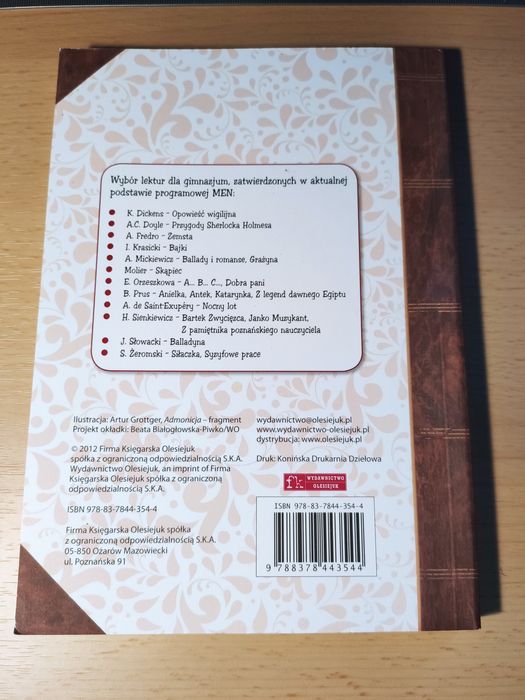 Wybór lektur dla gimnazjum, zatwierdzonych w aktualnej
podstawie programowej MEN:
K. Dickens - Opowieść wigilijna
A.C. Doyle - Przygody Sherlocka Holmesa
A. Fredro - Zemsta
I. Krasicki - Bajki
A. Mickiewicz - Ballady i romanse, Grażyna
Molier - Skąpiec
E. Orzeszkowa - A... B... C..., Dobra pani
B. Prus - Anielka, Antek, Katarynka, Z legend dawnego Egiptu
A. de Saint-Exupéry - Nocny lot
H. Sienkiewicz - Bartek Zwycięzca, Janko Muzykant,
Z pamiętnika poznańskiego nauczyciela
J. Słowacki - Balladyna
S. Żeromski - Siłaczka, Syzyfowe prace
Ilustracja: Artur Grottger, Admonicja – fragment
Projekt okładki: Beata Białogłowska-Piwko/WO
© 2012 Firma Księgarska Olesiejuk
spółka z ograniczoną odpowiedzialnością S.K.A.
Wydawnictwo Olesiejuk, an imprint of Firma
Księgarska Olesiejuk spółka z ograniczoną
odpowiedzialnością S.K.A.
ISBN 978-83-7844-354-4
Firma Księgarska Olesiejuk spółka
z ograniczoną odpowiedzialnością S.K.A.
05-850 Ożarów Mazowiecki
ul. Poznańska 91
wydawnictwo@olesiejuk.pl
www.wydawnictwo-olesiejuk.pl
dystrybucja: www.olesiejuk.pl
Druk: Konińska Drukarnia Dziełowa
fk WYDAWNICTWO
OLESIEJUK
ISBN 978-83-7844-354-4
9 788378 443544